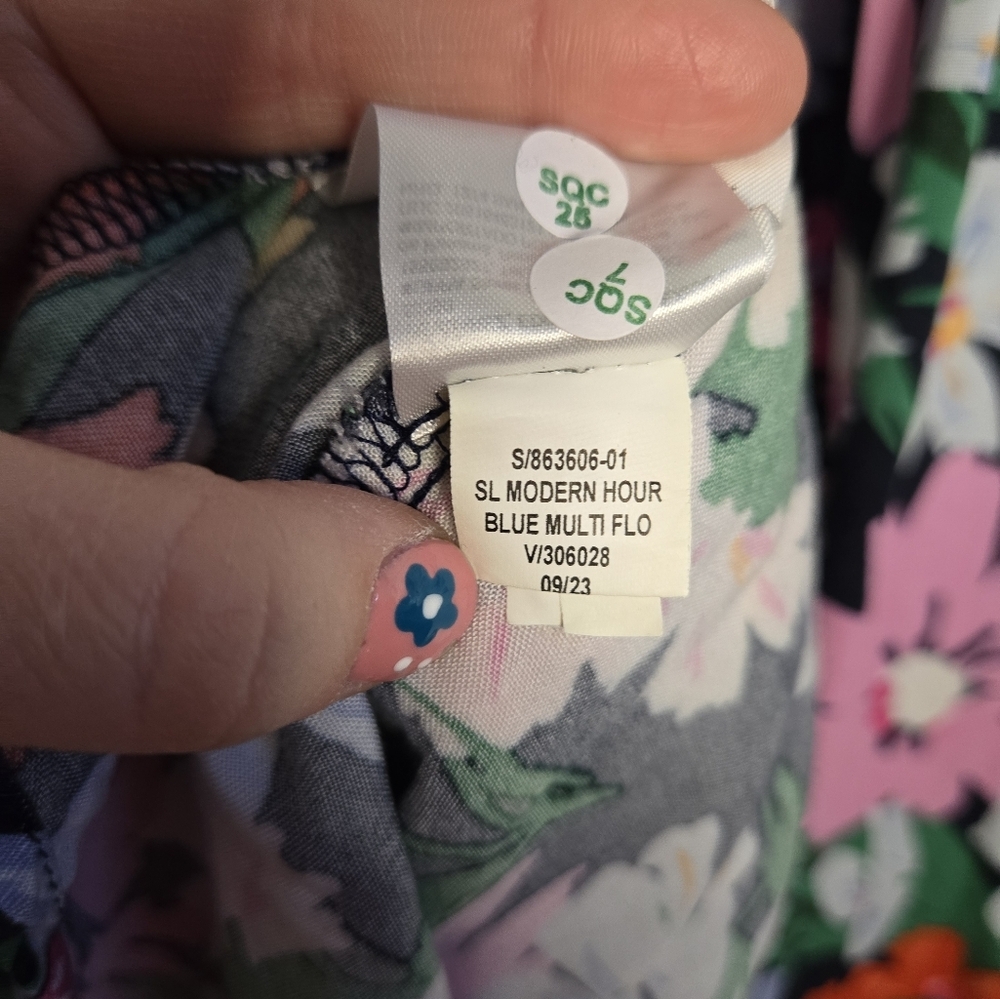 SQC
25
SQC
7
S/863606-01
SL MODERN HOUR
BLUE MULTI FLO
V/306028
09/23